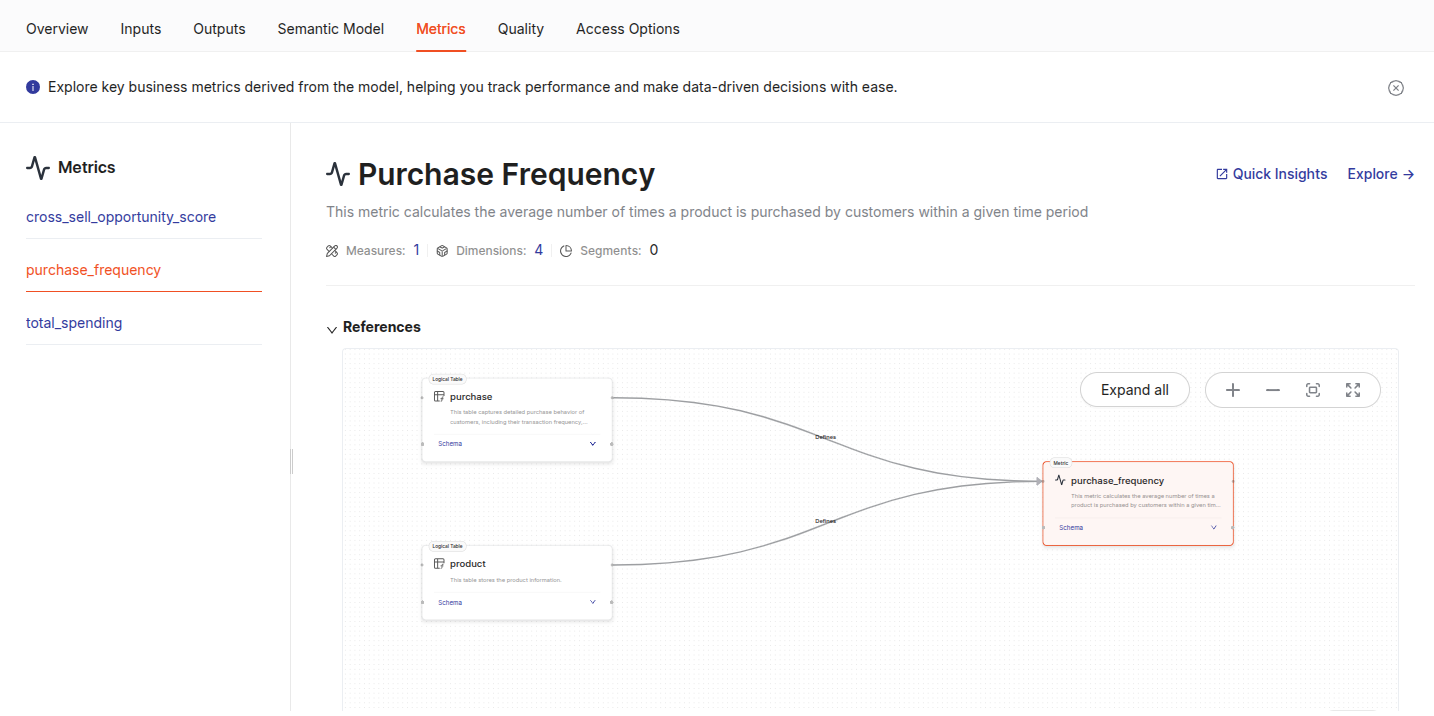 Overview Inputs Outputs Semantic Model Metrics Quality Access Options
Explore key business metrics derived from the model, helping you track performance and make data-driven decisions with ease.
Metrics
cross_sell_opportunity_score
purchase_frequency
total_spending
Purchase Frequency
Quick Insights Explore →
This metric calculates the average number of times a product is purchased by customers within a given time period
Measures: 1 Dimensions: 4 Segments: 0
References
Expand all
Logical Table
purchase
This table captures detailed purchase behavior of
customers, including their transaction frequency,...
Schema
Defines
Metric
purchase_frequency
This metric calculates the average number of times a
product is purchased by customers within a given tim...
Schema
Defines
Logical Table
product
This table stores the product information.
Schema